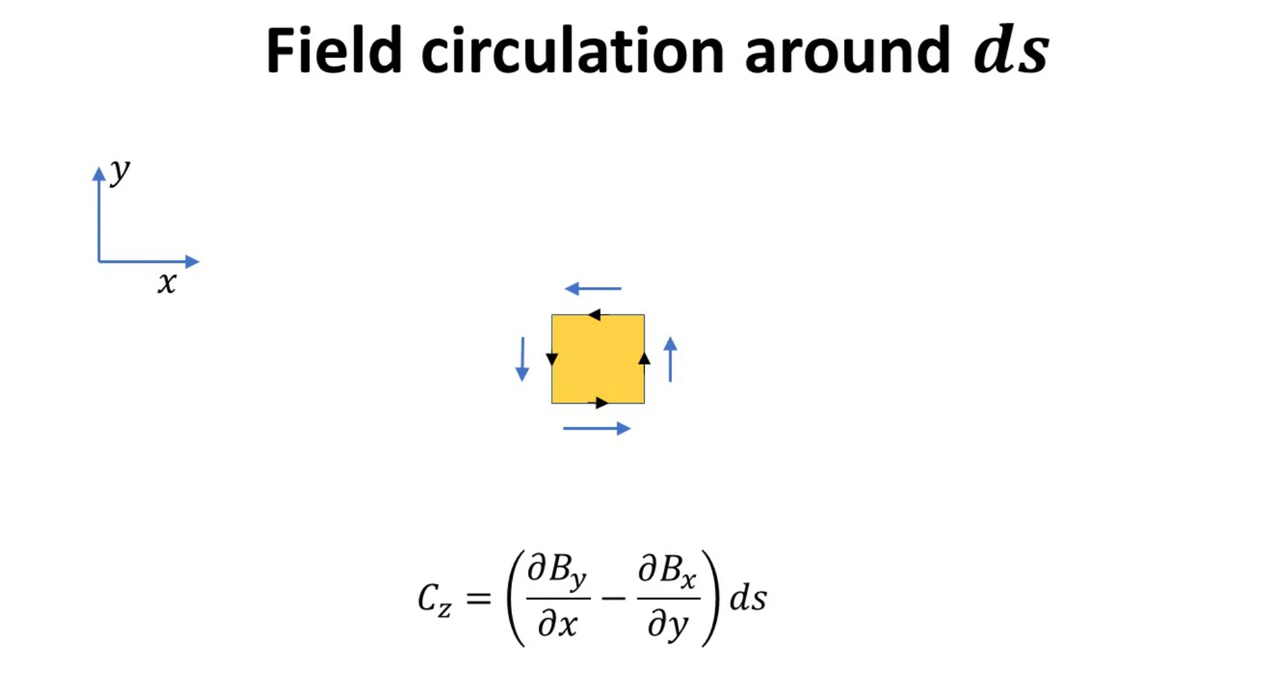 Field circulation around ds
y
x
C_z = (∂B_y/∂x − ∂B_x/∂y) ds